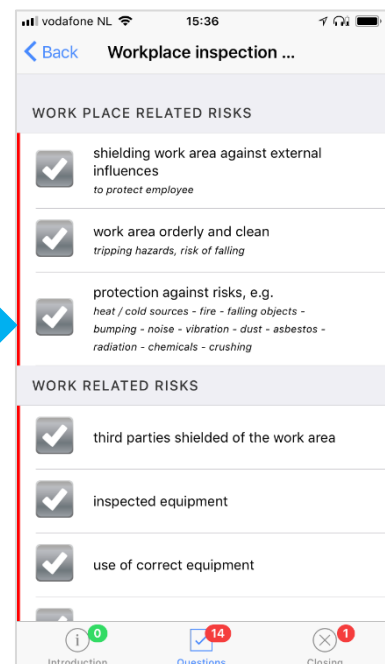 vodafone NL 15:36
Back Workplace inspection ...
WORK PLACE RELATED RISKS
shielding work area against external
influences
to protect employee
work area orderly and clean
tripping hazards, risk of falling
protection against risks, e.g.
heat / cold sources - fire - falling objects -
bumping - noise - vibration - dust - asbestos -
radiation - chemicals - crushing
WORK RELATED RISKS
third parties shielded of the work area
inspected equipment
use of correct equipment
0 14 1
Introduction Questions Closing